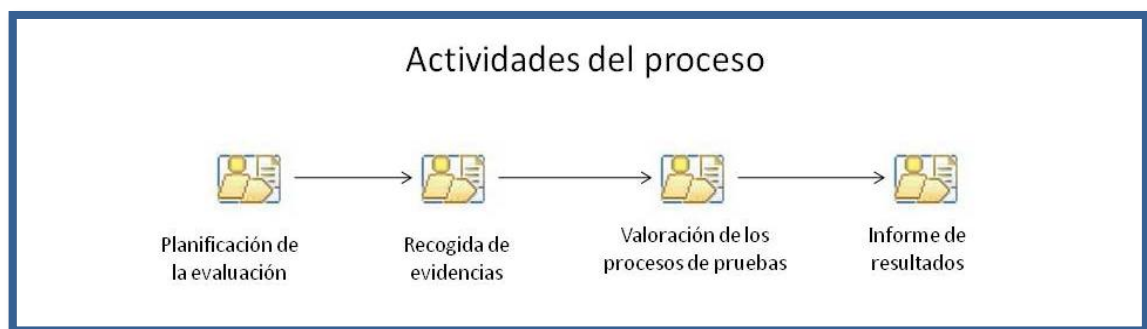 Actividades del proceso
Planificación de
la evaluación
Recogida de
evidencias
Valoración de los
procesos de pruebas
Informe de
resultados